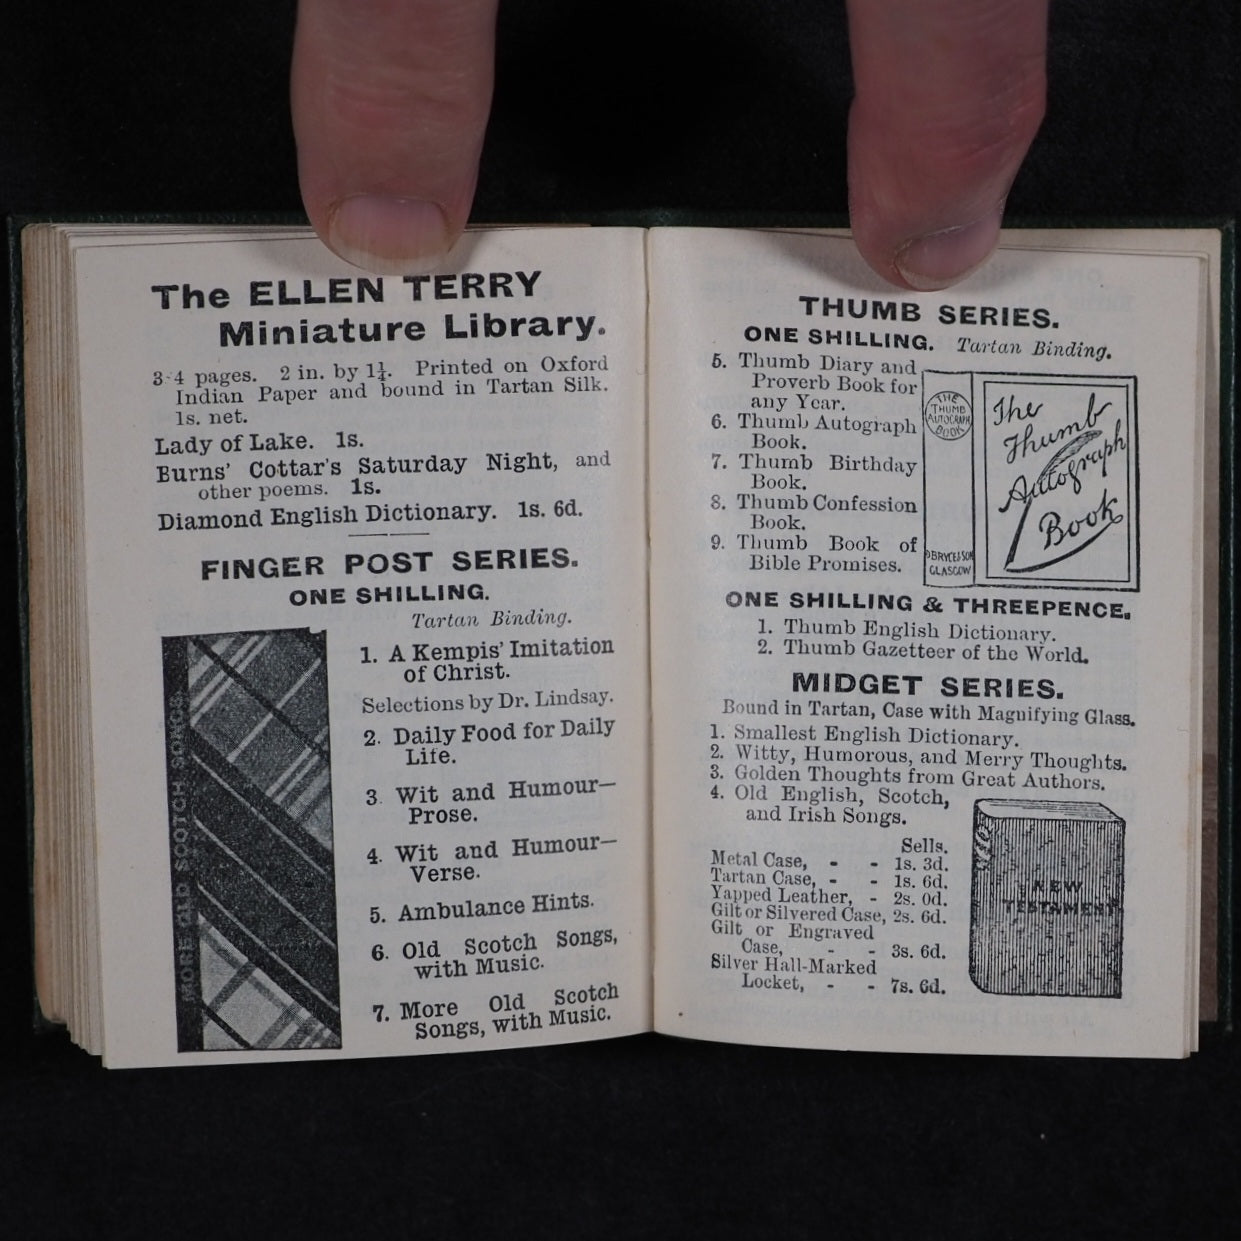 The ELLEN TERRY
Miniature Library.
3-4 pages. 2 in. by 1¼. Printed on Oxford
Indian Paper and bound in Tartan Silk.
1s. net.
Lady of Lake. 1s.
Burns' Cottar's Saturday Night, and
other poems. 1s.
Diamond English Dictionary. 1s. 6d.
FINGER POST SERIES.
ONE SHILLING.
Tartan Binding.
MORE OLD SCOTCH SONGS
1. A Kempis' Imitation
of Christ.
Selections by Dr. Lindsay.
2. Daily Food for Daily
Life.
3. Wit and Humour—
Prose.
4. Wit and Humour—
Verse.
5. Ambulance Hints.
6. Old Scotch Songs,
with Music.
7. More Old Scotch
Songs, with Music.
THUMB SERIES.
ONE SHILLING. Tartan Binding.
5. Thumb Diary and
Proverb Book for
any Year.
6. Thumb Autograph
Book.
7. Thumb Birthday
Book.
8. Thumb Confession
Book.
9. Thumb Book of
Bible Promises.
THE
THUMB
AUTOGRAPH
BOOK
D BRYCE & SON
GLASGOW
The
Thumb
Autograph
Book
ONE SHILLING & THREEPENCE.
1. Thumb English Dictionary.
2. Thumb Gazetteer of the World.
MIDGET SERIES.
Bound in Tartan, Case with Magnifying Glass.
1. Smallest English Dictionary.
2. Witty, Humorous, and Merry Thoughts.
3. Golden Thoughts from Great Authors.
4. Old English, Scotch,
and Irish Songs.
Sells.
Metal Case, - - 1s. 3d.
Tartan Case, - - 1s. 6d.
Yapped Leather, - 2s. 0d.
Gilt or Silvered Case, 2s. 6d.
Gilt or Engraved
Case, - - 3s. 6d.
Silver Hall-Marked
Locket, - - 7s. 6d.
NEW
TESTAMENT